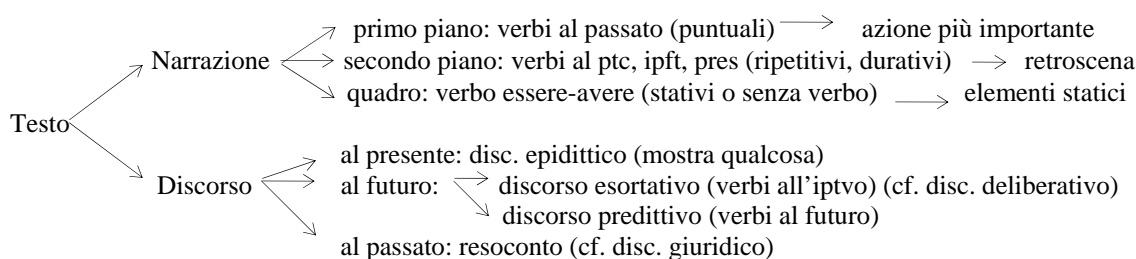 primo piano: verbi al passato (puntuali) azione più importante
Narrazione secondo piano: verbi al ptc, ipft, pres (ripetitivi, durativi) retroscena
quadro: verbo essere-avere (stativi o senza verbo) elementi statici
Testo
al presente: disc. epidittico (mostra qualcosa)
Discorso al futuro: discorso esortativo (verbi all’iptvo) (cf. disc. deliberativo)
discorso predittivo (verbi al futuro)
al passato: resoconto (cf. disc. giuridico)